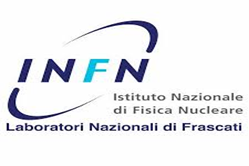 INFN
Istituto Nazionale
di Fisica Nucleare
Laboratori Nazionali di Frascati